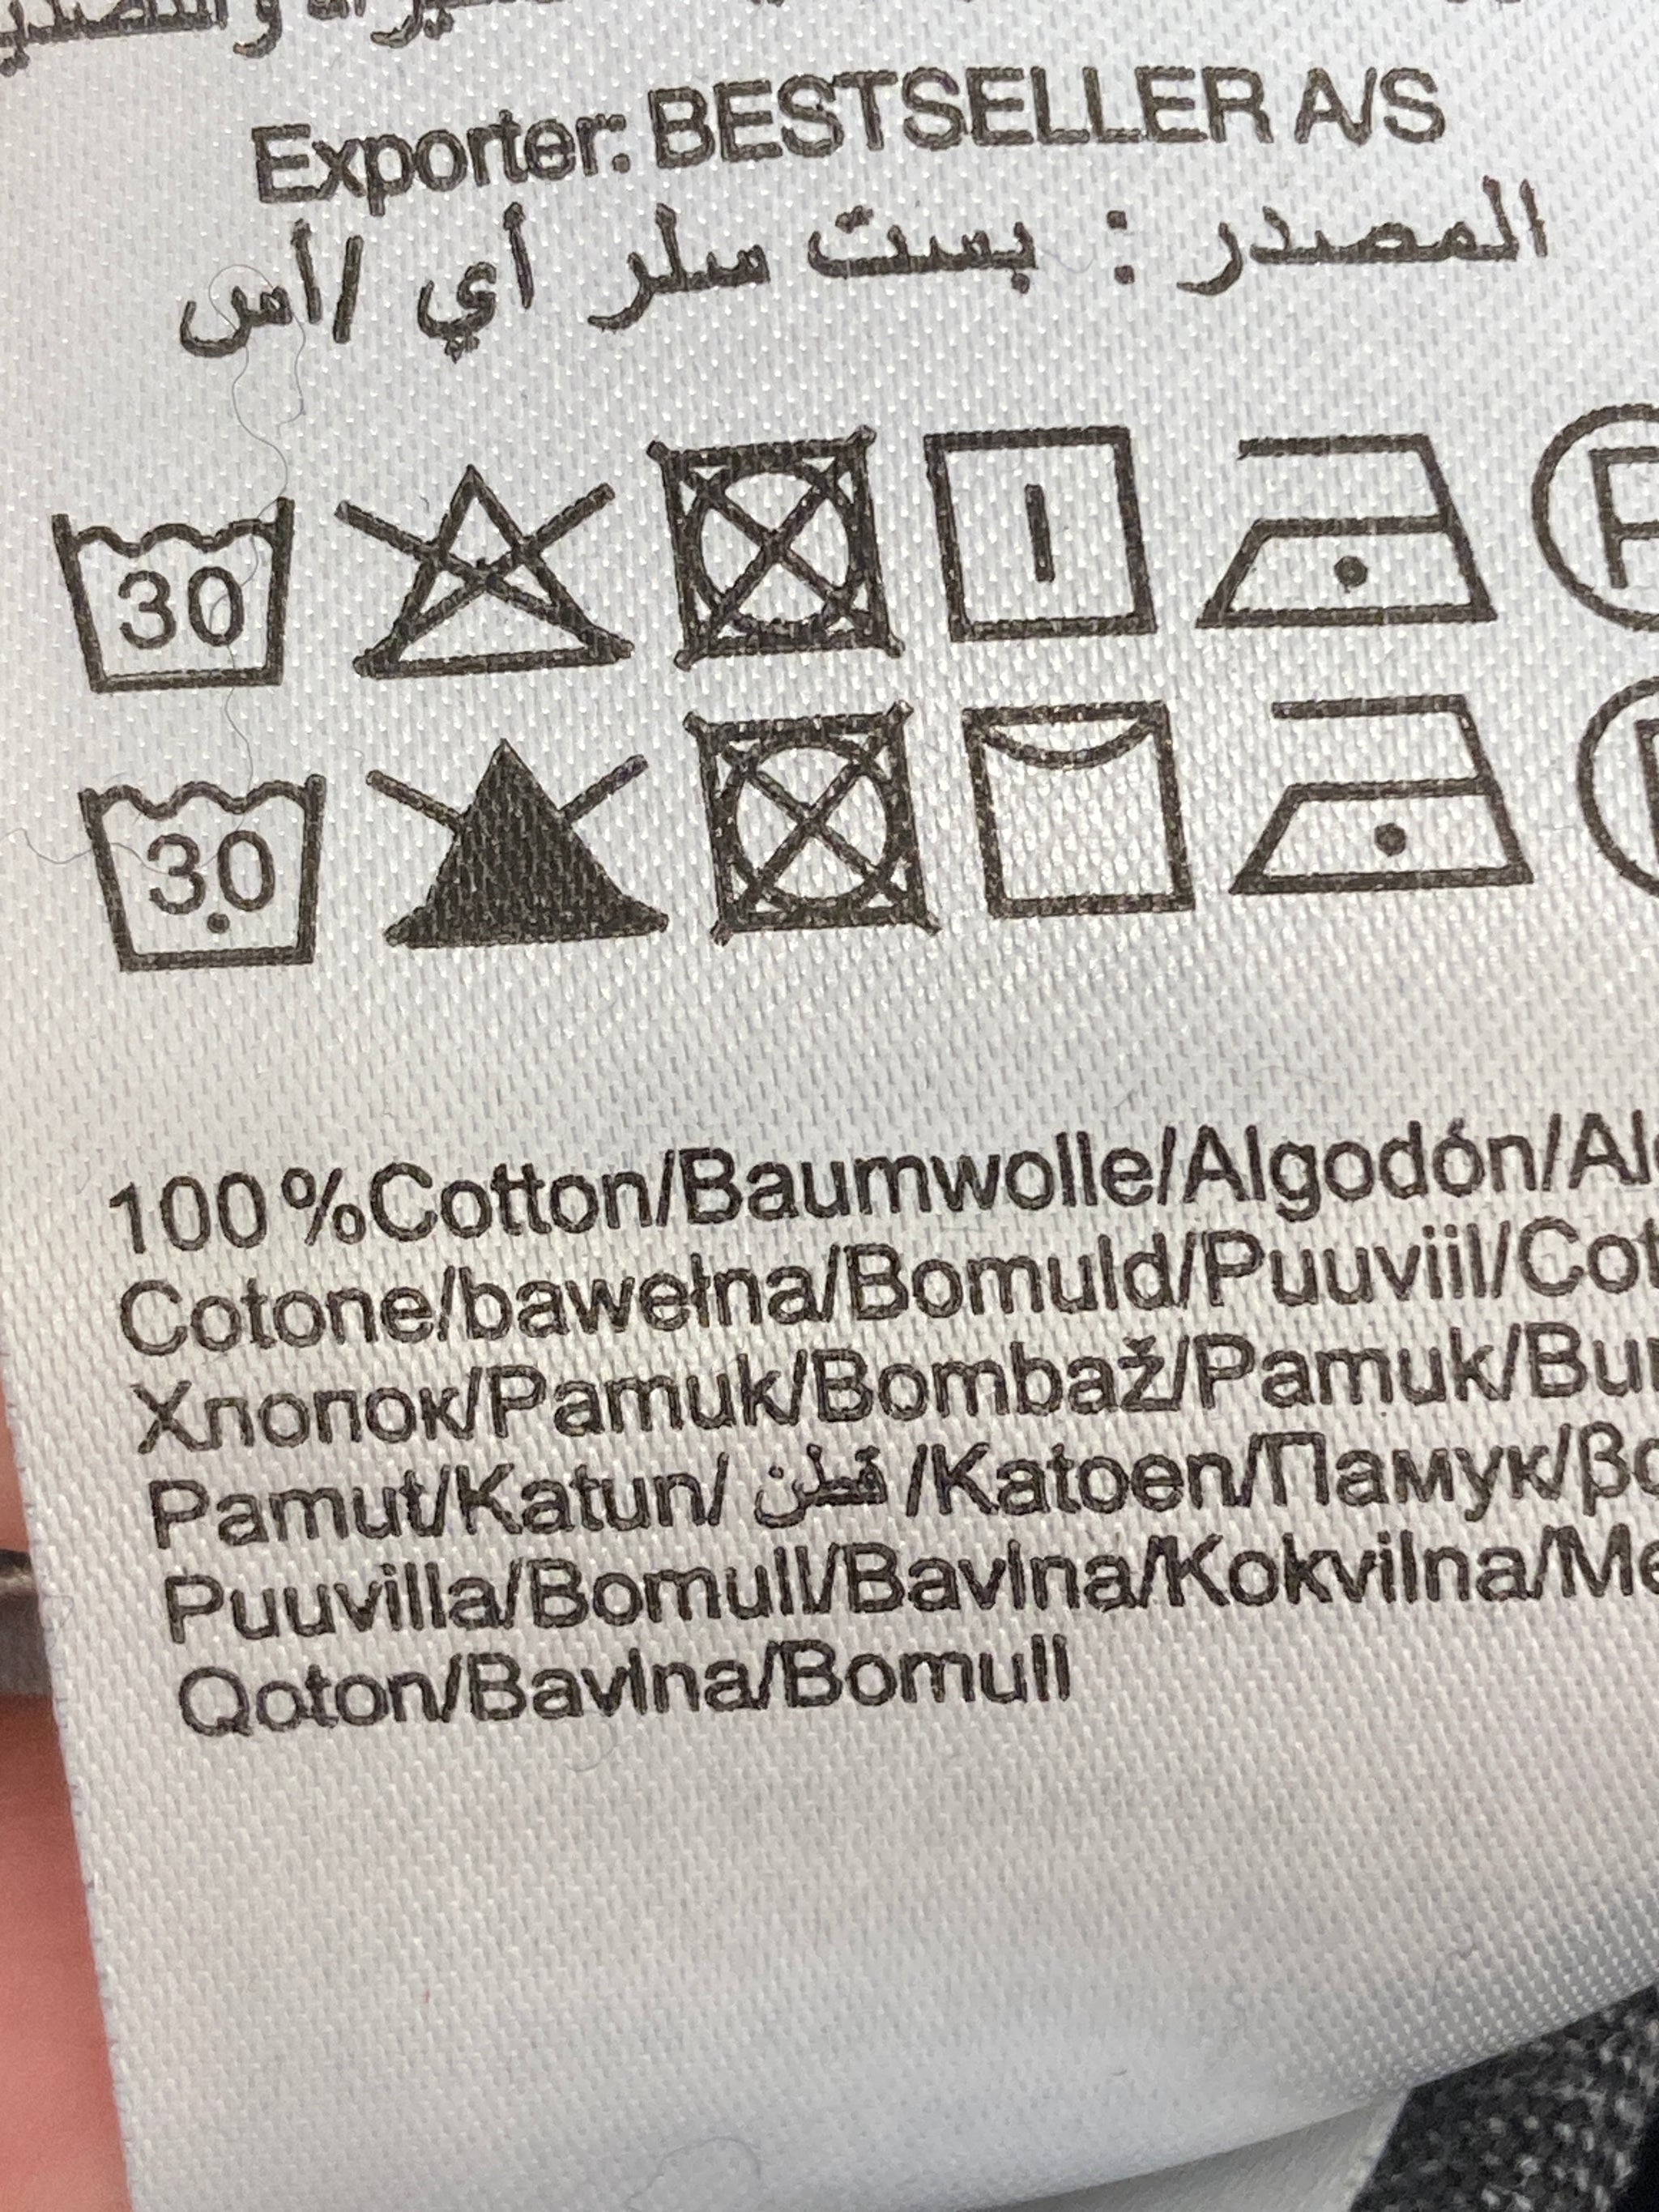 Exporter: BESTSELLER A/S
المصدر : بست سلر أي /أس
30
30
100%Cotton/Baumwolle/Algodón/
Cotone/bawełna/Bomuld/Puuviil/
Хлопок/Pamuk/Bombaž/Pamuk/
Pamut/Katun/ قطن /Katoen/Памук/
Puuvilla/Bomull/Bavlna/Kokvilna/
Qoton/Bavlna/Bomull